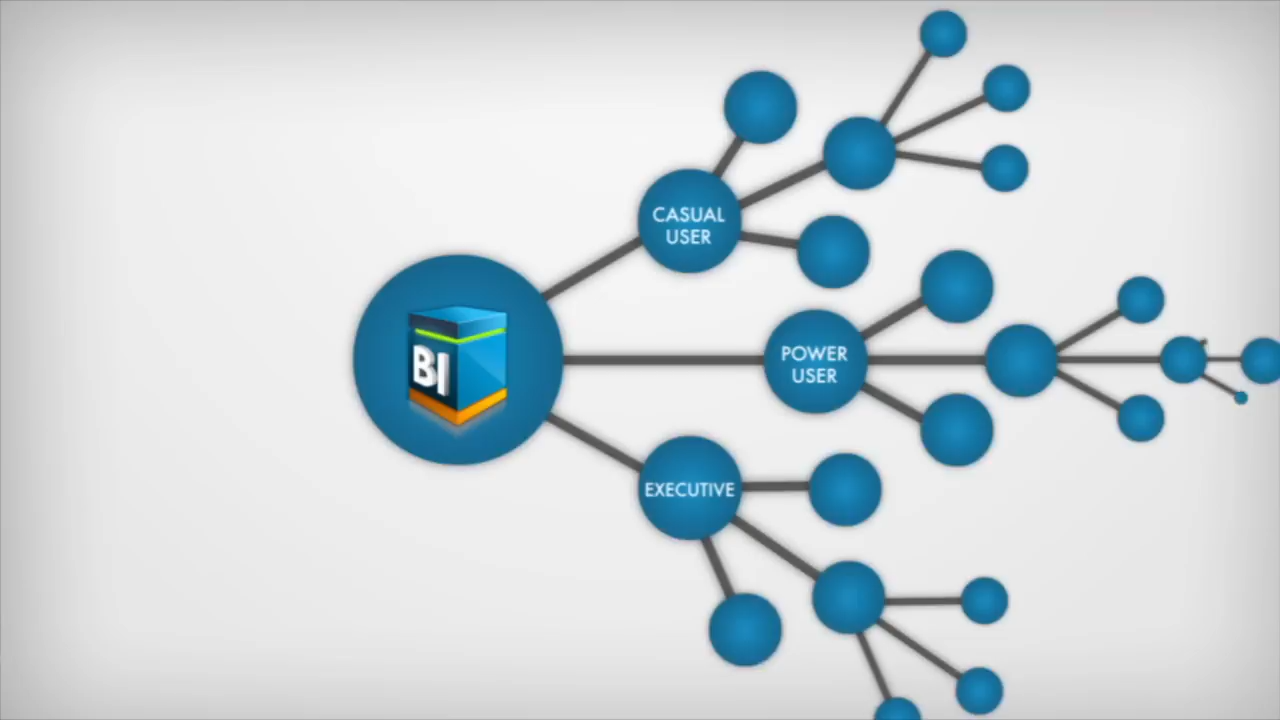 CASUAL
USER
BI
POWER
USER
EXECUTIVE